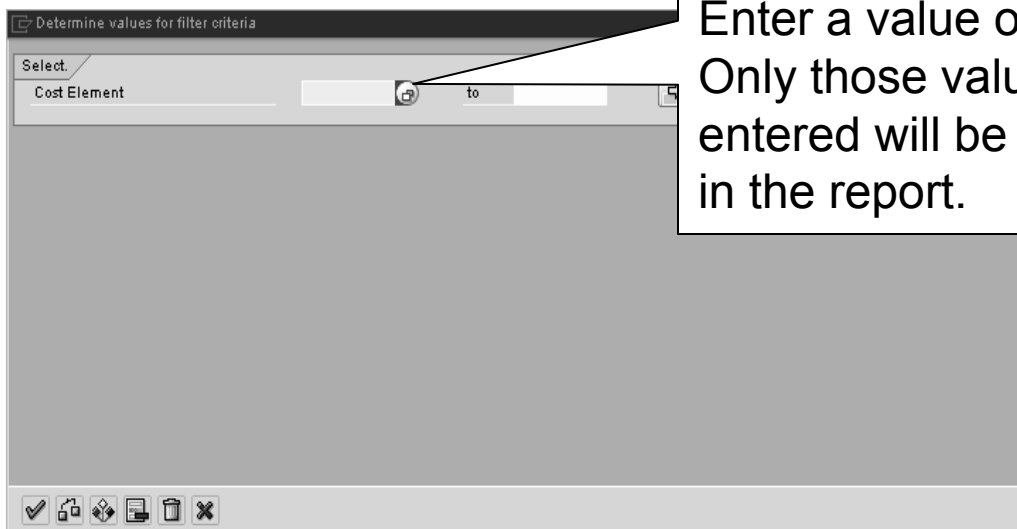 Determine values for filter criteria
Enter a value o
Select.
Only those valu
Cost Element to
entered will be
in the report.